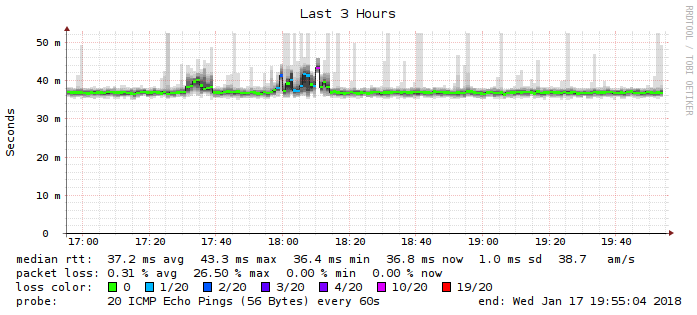 Last 3 Hours
RRDTOOL / TOBI OETIKER
Seconds
50 m
40 m
30 m
20 m
10 m
0
17:00 17:20 17:40 18:00 18:20 18:40 19:00 19:20 19:40
median rtt: 37.2 ms avg 43.3 ms max 36.4 ms min 36.8 ms now 1.0 ms sd 38.7 am/s
packet loss: 0.31 % avg 26.50 % max 0.00 % min 0.00 % now
loss color: 0 1/20 2/20 3/20 4/20 10/20 19/20
probe: 20 ICMP Echo Pings (56 Bytes) every 60s end: Wed Jan 17 19:55:04 2018